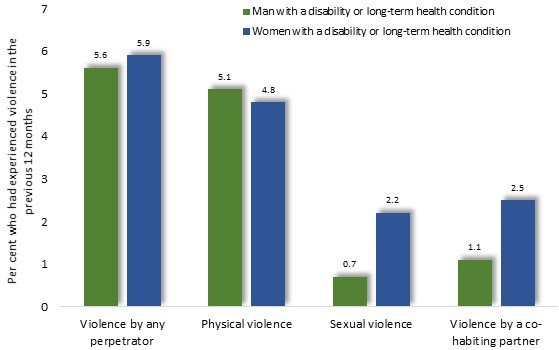 Man with a disability or long-term health condition
Women with a disability or long-term health condition
Per cent who had experienced violence in the
previous 12 months
7
6
5
4
3
2
1
0
5.6
5.9
5.1
4.8
0.7
2.2
1.1
2.5
Violence by any
perpetrator
Physical violence
Sexual violence
Violence by a co-
habiting partner